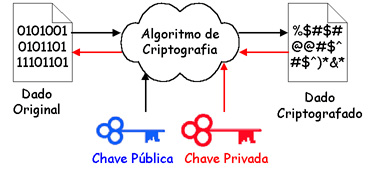 0101001
0101101
11101101
Dado
Original
Algoritmo de
Criptografia
%$#$#
@@#$^
#$^)*&*
Dado
Criptografado
Chave Pública
Chave Privada